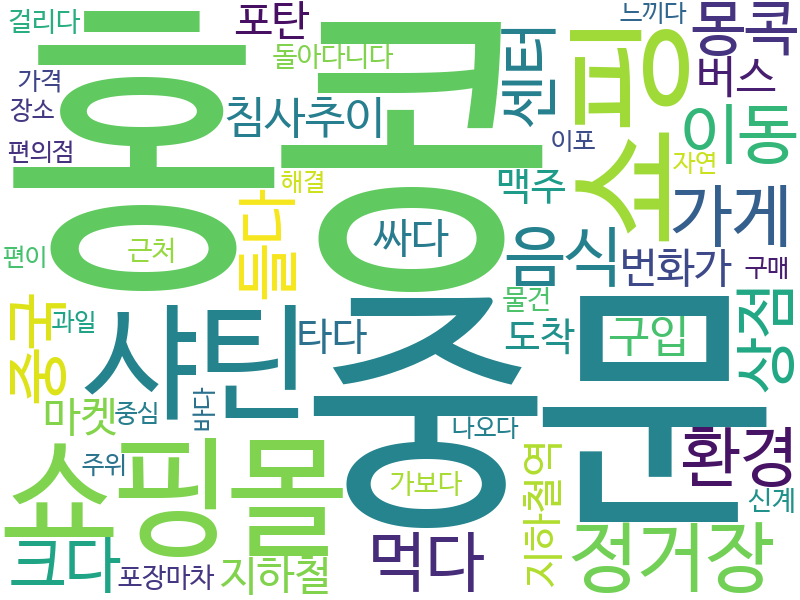 걸리다
포탄
느끼다
몽콕
홍콩
돌아다니다
센터
쇼핑
버스
가격
장소
침사추이
이동
편의점
이포
자연
해결
맥주
가게
들다
싸다
음식
번화가
구매
편이
근처
물건
중국
과일
샤틴
타다
중문
도착
구입
상점
마켓
중심
바다
나오다
쇼핑몰
주위
가보다
지하철역
환경
신계
크다
포장마차
지하철
먹다
정거장